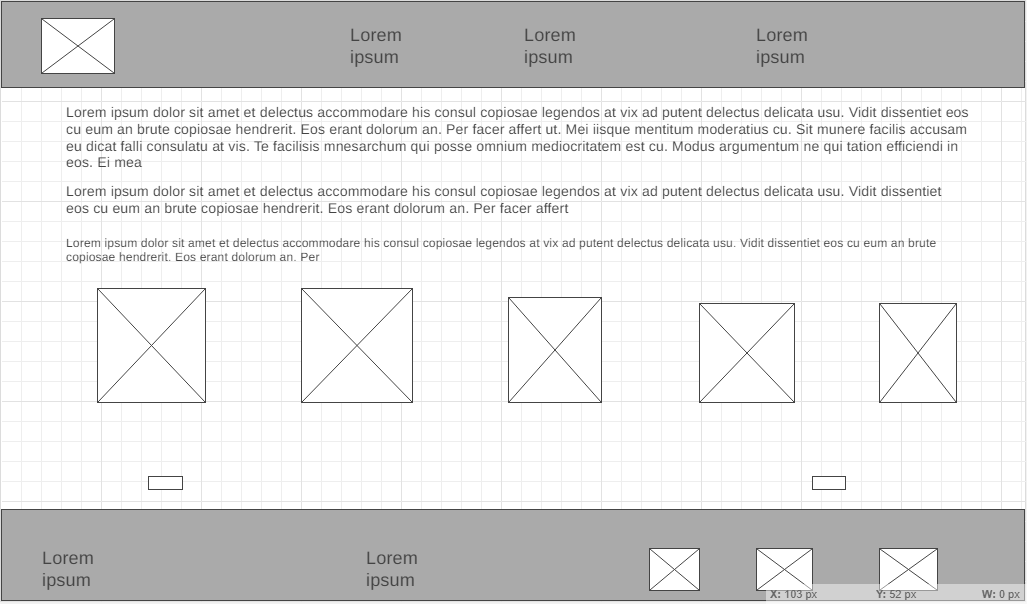 Lorem Lorem Lorem
ipsum ipsum ipsum
Lorem ipsum dolor sit amet et delectus accommodare his consul copiosae legendos at vix ad putent delectus delicata usu. Vidit dissentiet eos
cu eum an brute copiosae hendrerit. Eos erant dolorum an. Per facer affert ut. Mei iisque mentitum moderatius cu. Sit munere facilis accusam
eu dicat falli consulatu at vis. Te facilisis mnesarchum qui posse omnium mediocritatem est cu. Modus argumentum ne qui tation efficiendi in
eos. Ei mea
Lorem ipsum dolor sit amet et delectus accommodare his consul copiosae legendos at vix ad putent delectus delicata usu. Vidit dissentiet
eos cu eum an brute copiosae hendrerit. Eos erant dolorum an. Per facer affert
Lorem ipsum dolor sit amet et delectus accommodare his consul copiosae legendos at vix ad putent delectus delicata usu. Vidit dissentiet eos cu eum an brute
copiosae hendrerit. Eos erant dolorum an. Per
Lorem Lorem
ipsum ipsum
X: 103 px Y: 52 px W: 0 px